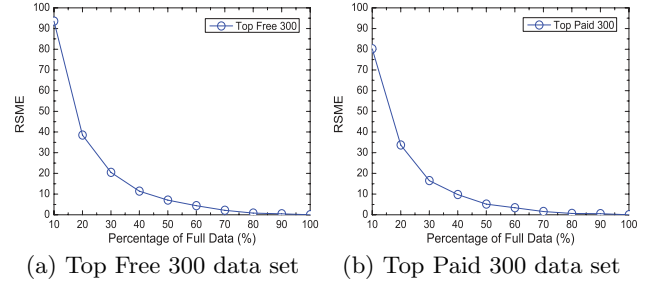 100
90
80
70
60
50
40
30
20
10
0
RSME
Top Free 300
10 20 30 40 50 60 70 80 90 100
Percentage of Full Data (%)
(a) Top Free 300 data set
100
90
80
70
60
50
40
30
20
10
0
RSME
Top Paid 300
10 20 30 40 50 60 70 80 90 100
Percentage of Full Data (%)
(b) Top Paid 300 data set